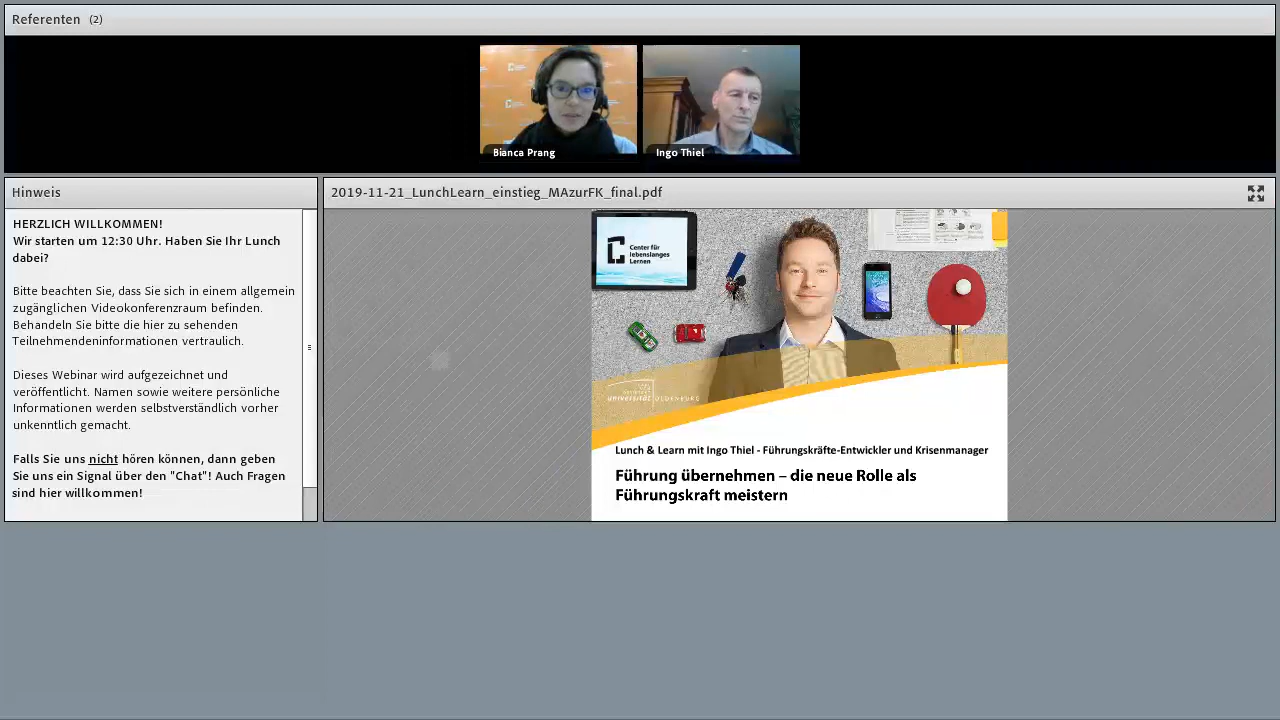 Referenten (2)
Bianca Prang
Ingo Thiel
Hinweis
HERZLICH WILLKOMMEN!
Wir starten um 12:30 Uhr. Haben Sie Ihr Lunch
dabei?
Bitte beachten Sie, dass Sie sich in einem allgemein
zugänglichen Videokonferenzraum befinden.
Behandeln Sie bitte die hier zu sehenden
Teilnehmendeninformationen vertraulich.
Dieses Webinar wird aufgezeichnet und
veröffentlicht. Namen sowie weitere persönliche
Informationen werden selbstverständlich vorher
unkenntlich gemacht.
Falls Sie uns nicht hören können, dann geben
Sie uns ein Signal über den "Chat"! Auch Fragen
sind hier willkommen!
2019-11-21_LunchLearn_einstieg_MAzurFK_final.pdf
Center für
lebenslanges
Lernen
universität OLDENBURG
Lunch & Learn mit Ingo Thiel - Führungskräfte-Entwickler und Krisenmanager
Führung übernehmen – die neue Rolle als
Führungskraft meistern